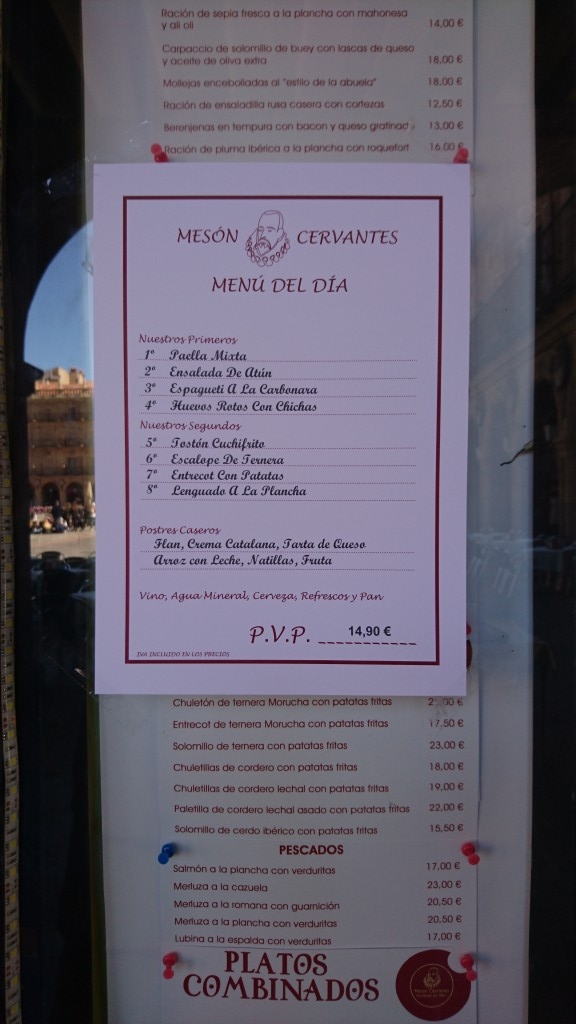 Ración de sepia fresca a la plancha con mahonesa
y ali oli 14,00 €
Carpaccio de solomillo de buey con lascas de queso
y aceite de oliva extra 18,00 €
Mollejas encebolladas al "estilo de la abuela" 18,00 €
Ración de ensaladilla rusa casera con cortezas 12,50 €
Berenjenas en tempura con bacon y queso gratinad 13,00 €
Ración de pluma ibérica a la plancha con roquefort 16,00 €
MESÓN CERVANTES
MENÚ DEL DÍA
Nuestros Primeros
1º Paella Mixta
2º Ensalada De Atún
3º Espagueti A La Carbonara
4º Huevos Rotos Con Chichas
Nuestros Segundos
5º Tostón Cuchifrito
6º Escalope De Ternera
7º Entrecot Con Patatas
8º Lenguado A La Plancha
Postres Caseros
Flan, Crema Catalana, Tarta de Queso
Arroz con Leche, Natillas, Fruta
Vino, Agua Mineral, Cerveza, Refrescos y Pan
P.V.P. 14,90 €
IVA INCLUIDO EN LOS PRECIOS
Chuletón de ternera Morucha con patatas fritas
Entrecot de ternera Morucha con patatas fritas 17,50 €
Solomillo de ternera con patatas fritas 23,00 €
Chuletillas de cordero con patatas fritas 18,00 €
Chuletillas de cordero lechal con patatas fritas 19,00 €
Paletilla de cordero lechal asado con patatas fritas 22,00 €
Solomillo de cerdo ibérico con patatas fritas 15,50 €
PESCADOS
Salmón a la plancha con verduritas 17,00 €
Merluza a la cazuela 23,00 €
Merluza a la romana con guarnición 20,50 €
Merluza a la plancha con verduritas 20,50 €
Lubina a la espalda con verduritas 17,00 €
PLATOS
COMBINADOS
Mesón Cervantes